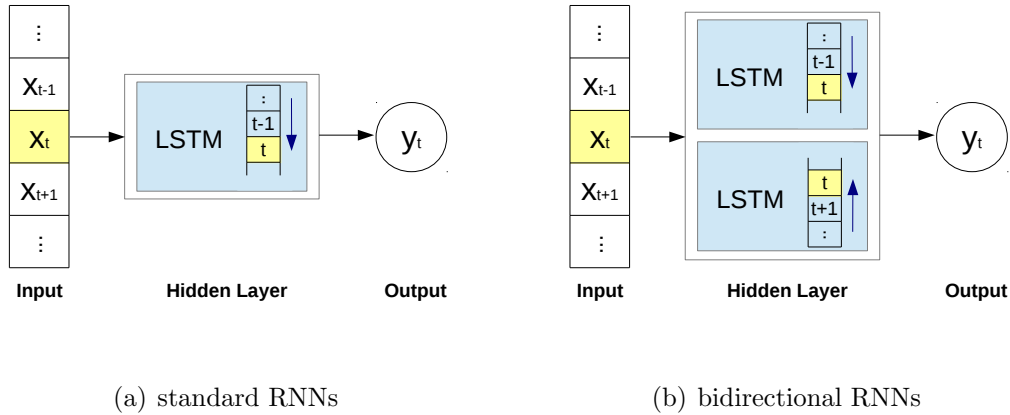 ⋮
Xt-1
Xt
Xt+1
⋮
LSTM
:
t-1
t
yt
Input
Hidden Layer
Output
(a) standard RNNs
⋮
Xt-1
Xt
Xt+1
⋮
LSTM
:
t-1
t
LSTM
t
t+1
:
yt
Input
Hidden Layer
Output
(b) bidirectional RNNs